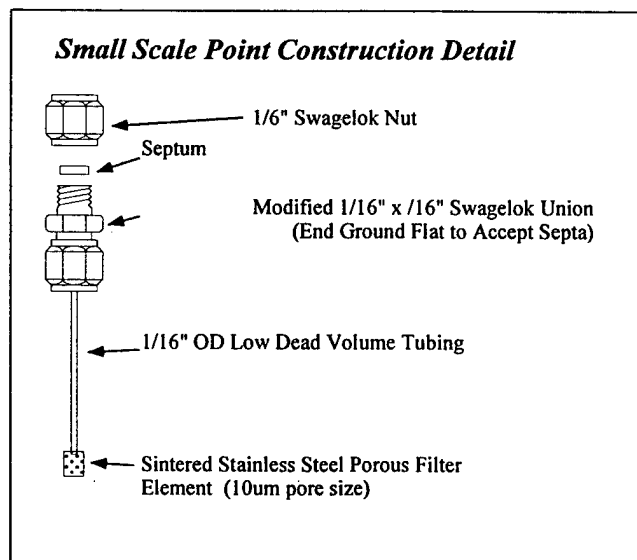 Small Scale Point Construction Detail
1/6" Swagelok Nut
Septum
Modified 1/16" x /16" Swagelok Union
(End Ground Flat to Accept Septa)
1/16" OD Low Dead Volume Tubing
Sintered Stainless Steel Porous Filter
Element (10um pore size)